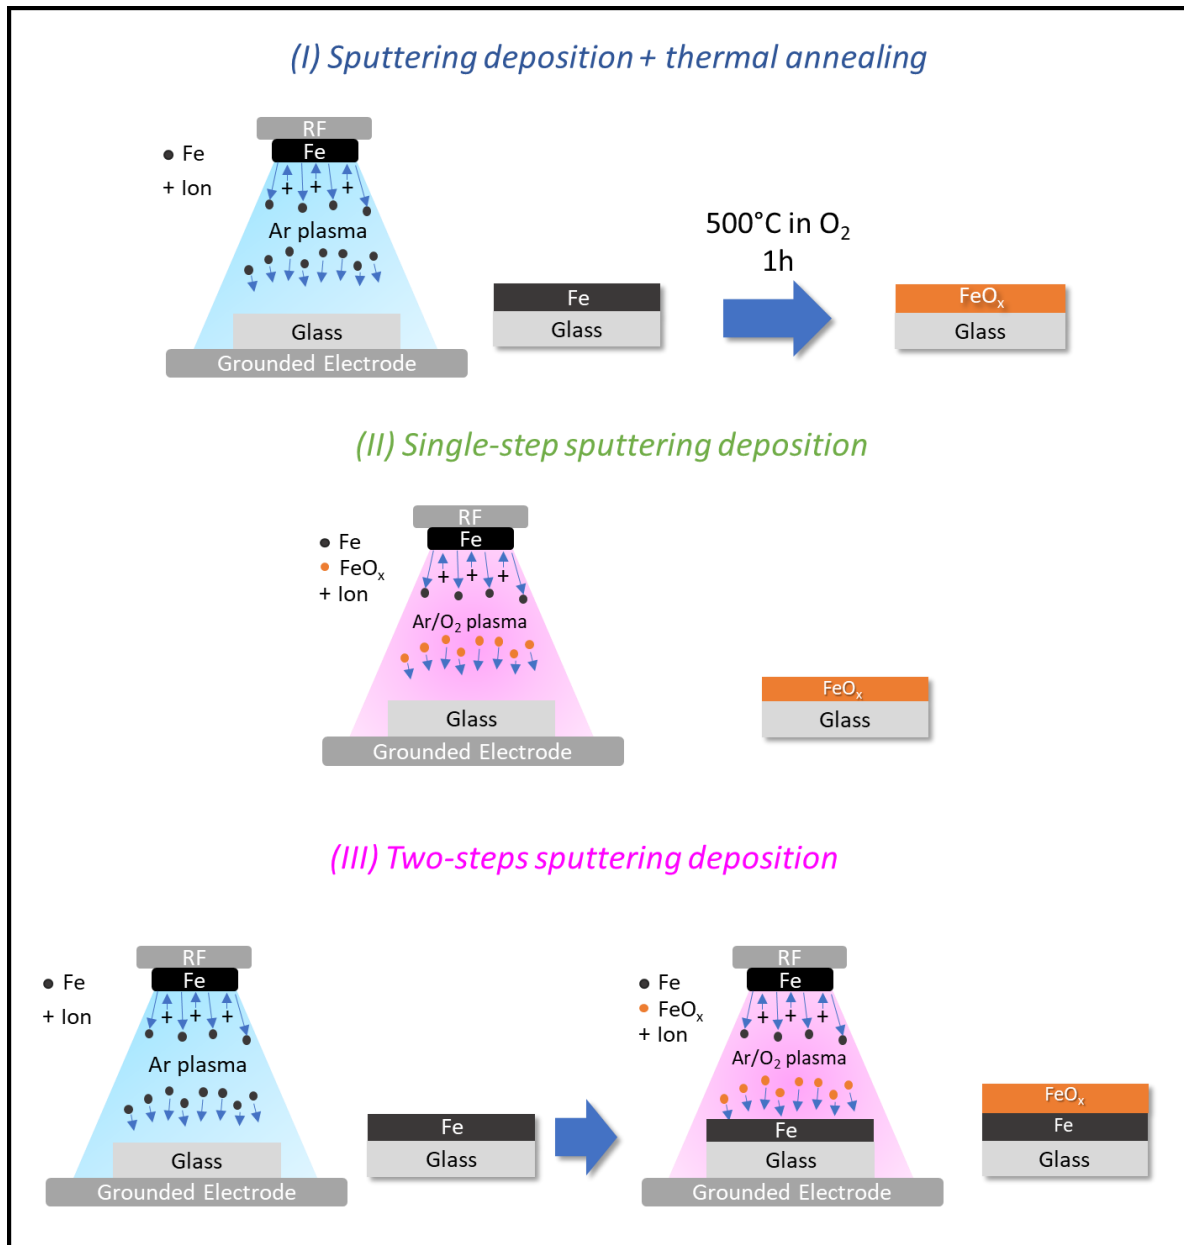 (I) Sputtering deposition + thermal annealing
RF
Fe
Fe
+ Ion
+ + +
Ar plasma
Glass
Grounded Electrode
Fe
Glass
500°C in O₂
1h
FeOₓ
Glass
(II) Single-step sputtering deposition
RF
Fe
Fe
FeOₓ
+ Ion
+ + +
Ar/O₂ plasma
Glass
Grounded Electrode
FeOₓ
Glass
(III) Two-steps sputtering deposition
RF
Fe
Fe
+ Ion
+ + +
Ar plasma
Glass
Grounded Electrode
Fe
Glass
RF
Fe
Fe
FeOₓ
+ Ion
+ + +
Ar/O₂ plasma
Fe
Glass
Grounded Electrode
FeOₓ
Fe
Glass